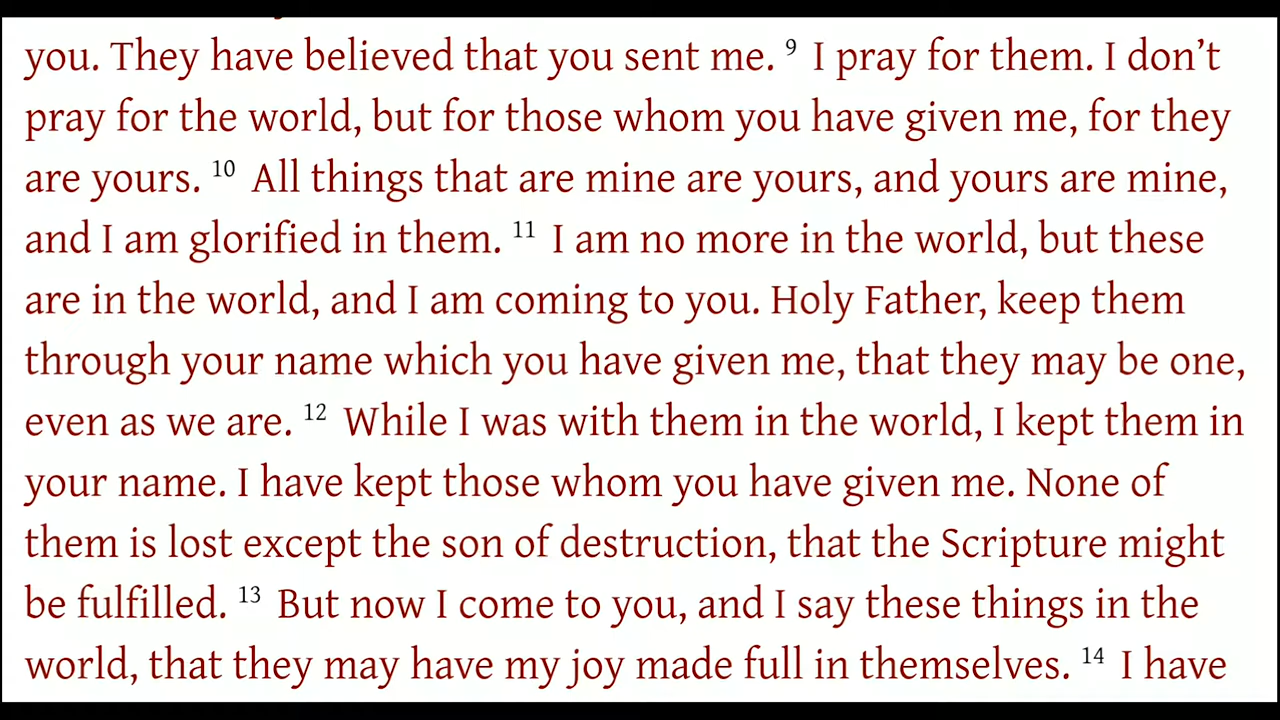 you. They have believed that you sent me. 9 I pray for them. I don’t
pray for the world, but for those whom you have given me, for they
are yours. 10 All things that are mine are yours, and yours are mine,
and I am glorified in them. 11 I am no more in the world, but these
are in the world, and I am coming to you. Holy Father, keep them
through your name which you have given me, that they may be one,
even as we are. 12 While I was with them in the world, I kept them in
your name. I have kept those whom you have given me. None of
them is lost except the son of destruction, that the Scripture might
be fulfilled. 13 But now I come to you, and I say these things in the
world, that they may have my joy made full in themselves. 14 I have